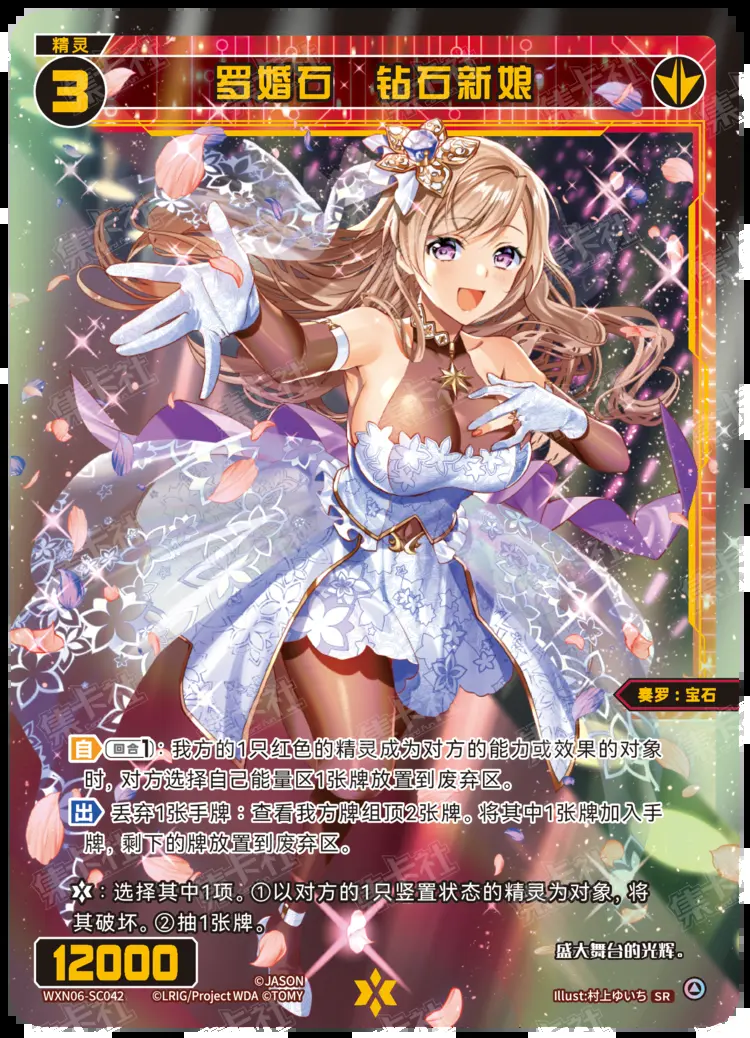 精灵
3
罗婚石 钻石新娘
赛罗：宝石
自 回合1：我方的1只红色的精灵成为对方的能力或效果的对象
时，对方选择自己能量区1张牌放置到废弃区。
出 丢弃1张手牌：查看我方牌组顶2张牌。将其中1张牌加入手
牌，剩下的牌放置到废弃区。
：选择其中1项。①以对方的1只竖置状态的精灵为对象，将
其破坏。②抽1张牌。
12000
盛大舞台的光辉。
©JASON
WXN06-SC042 ©LRIG/Project WDA ©TOMY
Illust:村上ゆいち SR
集卡社